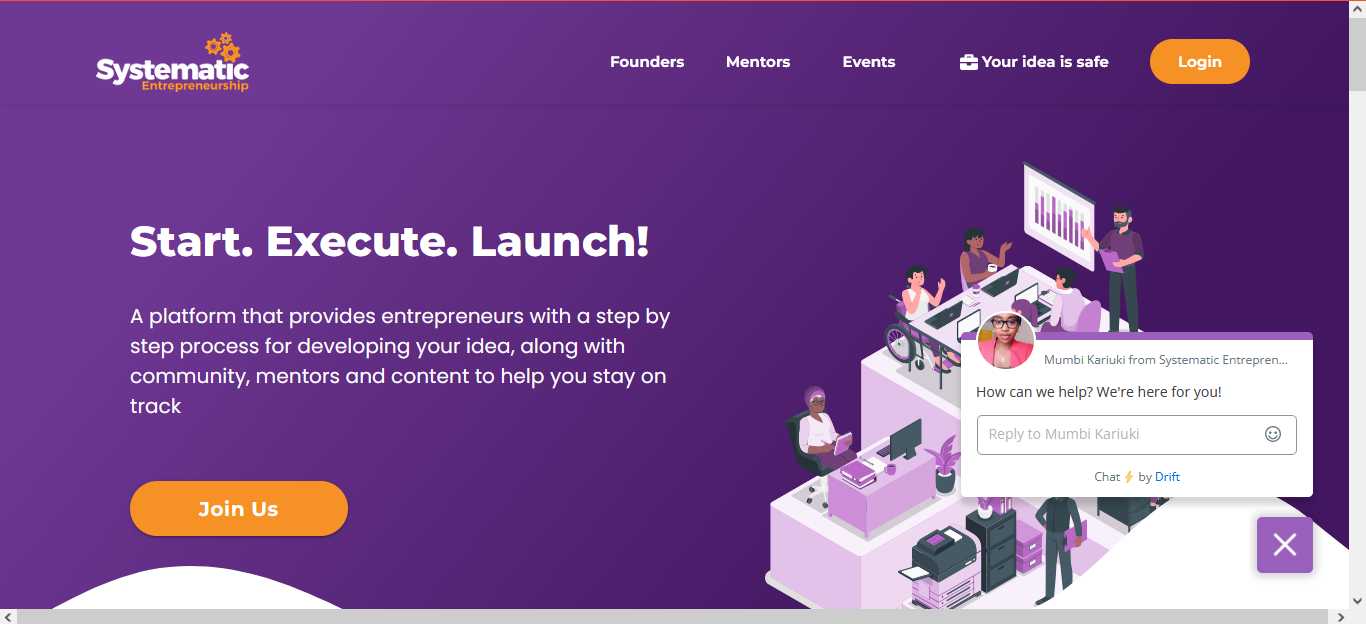 Systematic
Entrepreneurship
Founders
Mentors
Events
Your idea is safe
Login
Start. Execute. Launch!
A platform that provides entrepreneurs with a step by
step process for developing your idea, along with
community, mentors and content to help you stay on
track
Join Us
Mumbi Kariuki from Systematic Entrepren...
How can we help? We're here for you!
Reply to Mumbi Kariuki
Chat ⚡ by Drift